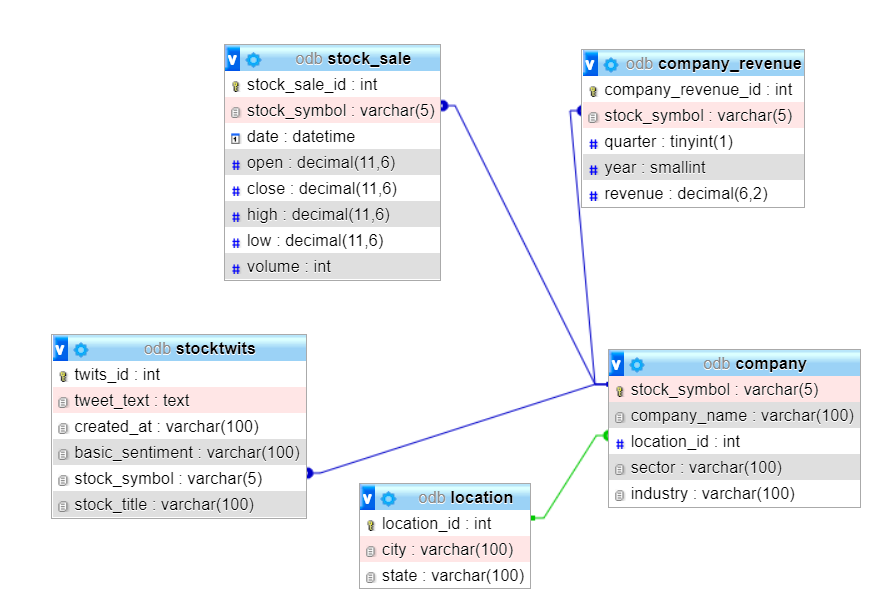 v odb stock_sale
stock_sale_id : int
stock_symbol : varchar(5)
date : datetime
# open : decimal(11,6)
# close : decimal(11,6)
# high : decimal(11,6)
# low : decimal(11,6)
# volume : int
v odb company_revenue
company_revenue_id : int
stock_symbol : varchar(5)
# quarter : tinyint(1)
# year : smallint
# revenue : decimal(6,2)
v odb stocktwits
twits_id : int
tweet_text : text
created_at : varchar(100)
basic_sentiment : varchar(100)
stock_symbol : varchar(5)
stock_title : varchar(100)
v odb company
stock_symbol : varchar(5)
company_name : varchar(100)
# location_id : int
sector : varchar(100)
industry : varchar(100)
v odb location
location_id : int
city : varchar(100)
state : varchar(100)